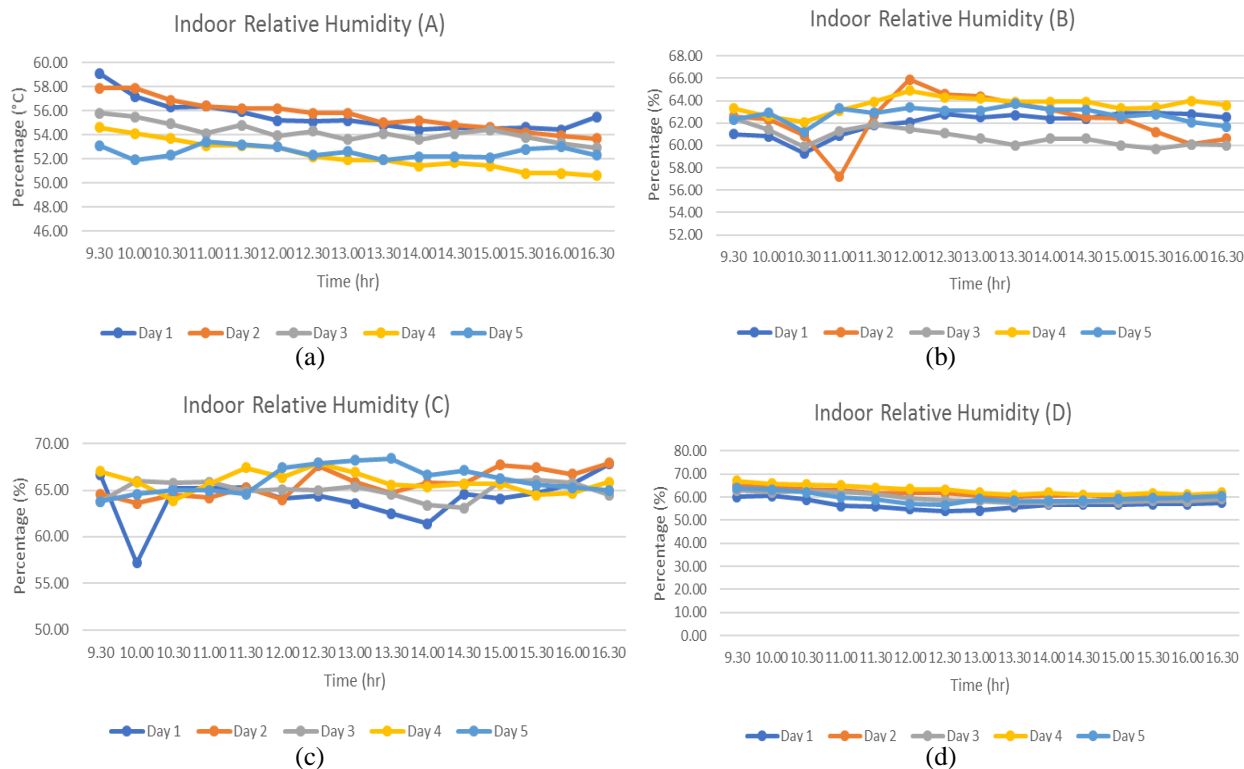 Indoor Relative Humidity (A)
Percentage (°C)
60.00
58.00
56.00
54.00
52.00
50.00
48.00
46.00
9.30 10.00 10.30 11.00 11.30 12.00 12.30 13.00 13.30 14.00 14.30 15.00 15.30 16.00 16.30
Time (hr)
Day 1 Day 2 Day 3 Day 4 Day 5
(a)
Indoor Relative Humidity (B)
Percentage (%)
68.00
66.00
64.00
62.00
60.00
58.00
56.00
54.00
52.00
9.30 10.00 10.30 11.00 11.30 12.00 12.30 13.00 13.30 14.00 14.30 15.00 15.30 16.00 16.30
Time (hr)
Day 1 Day 2 Day 3 Day 4 Day 5
(b)
Indoor Relative Humidity (C)
Percentage (%)
70.00
65.00
60.00
55.00
50.00
9.30 10.00 10.30 11.00 11.30 12.00 12.30 13.00 13.30 14.00 14.30 15.00 15.30 16.00 16.30
Time (hr)
Day 1 Day 2 Day 3 Day 4 Day 5
(c)
Indoor Relative Humidity (D)
Percentage (%)
80.00
70.00
60.00
50.00
40.00
30.00
20.00
10.00
0.00
9.30 10.00 10.30 11.00 11.30 12.00 12.30 13.00 13.30 14.00 14.30 15.00 15.30 16.00 16.30
Time (hr)
Day 1 Day 2 Day 3 Day 4 Day 5
(d)